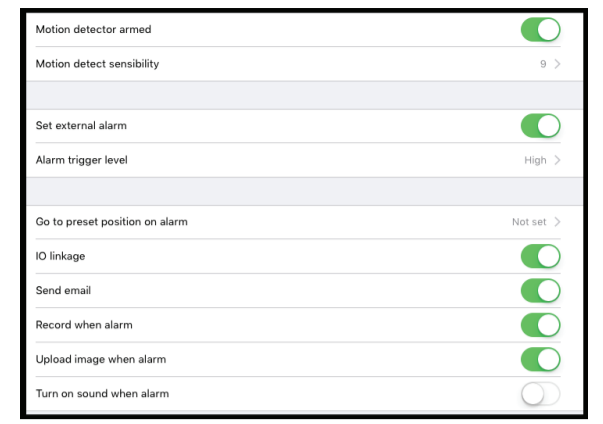 Motion detector armed
Motion detect sensibility 9
Set external alarm
Alarm trigger level High
Go to preset position on alarm Not set
IO linkage
Send email
Record when alarm
Upload image when alarm
Turn on sound when alarm